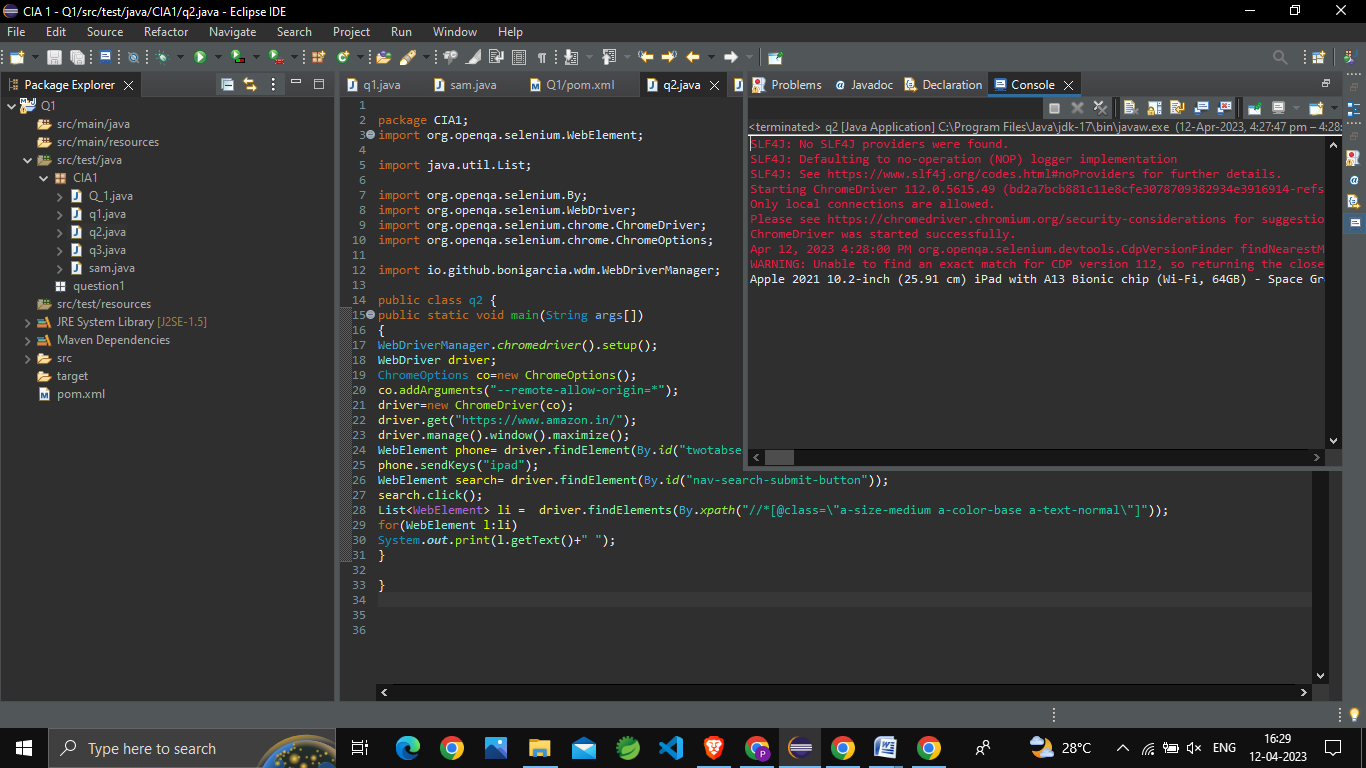 CIA 1 - Q1/src/test/java/CIA1/q2.java - Eclipse IDE
File Edit Source Refactor Navigate Search Project Run Window Help
Package Explorer
Q1
src/main/java
src/main/resources
src/test/java
CIA1
Q_1.java
q1.java
q2.java
q3.java
sam.java
question1
src/test/resources
JRE System Library [J2SE-1.5]
Maven Dependencies
src
target
pom.xml
q1.java sam.java Q1/pom.xml q2.java
1
2 package CIA1;
3 import org.openqa.selenium.WebElement;
4
5 import java.util.List;
6
7 import org.openqa.selenium.By;
8 import org.openqa.selenium.WebDriver;
9 import org.openqa.selenium.chrome.ChromeDriver;
10 import org.openqa.selenium.chrome.ChromeOptions;
11
12 import io.github.bonigarcia.wdm.WebDriverManager;
13
14 public class q2 {
15 public static void main(String args[])
16 {
17 WebDriverManager.chromedriver().setup();
18 WebDriver driver;
19 ChromeOptions co=new ChromeOptions();
20 co.addArguments("--remote-allow-origin=*");
21 driver=new ChromeDriver(co);
22 driver.get("https://www.amazon.in/");
23 driver.manage().window().maximize();
24 WebElement phone= driver.findElement(By.id("twotabse
25 phone.sendKeys("ipad");
26 WebElement search= driver.findElement(By.id("nav-search-submit-button"));
27 search.click();
28 List<WebElement> li =  driver.findElements(By.xpath("//*[@class=\"a-size-medium a-color-base a-text-normal\"]"));
29 for(WebElement l:li)
30 System.out.print(l.getText()+" ");
31 }
32
33 }
34
35
36
Problems Javadoc Declaration Console
<terminated> q2 [Java Application] C:\Program Files\Java\jdk-17\bin\javaw.exe (12-Apr-2023, 4:27:47 pm – 4:28:
SLF4J: No SLF4J providers were found.
SLF4J: Defaulting to no-operation (NOP) logger implementation
SLF4J: See https://www.slf4j.org/codes.html#noProviders for further details.
Starting ChromeDriver 112.0.5615.49 (bd2a7bcb881c11e8cfe3078709382934e3916914-refs
Only local connections are allowed.
Please see https://chromedriver.chromium.org/security-considerations for suggestio
ChromeDriver was started successfully.
Apr 12, 2023 4:28:00 PM org.openqa.selenium.devtools.CdpVersionFinder findNearestM
WARNING: Unable to find an exact match for CDP version 112, so returning the close
Apple 2021 10.2-inch (25.91 cm) iPad with A13 Bionic chip (Wi-Fi, 64GB) - Space Gr
Type here to search
P
28°C
ENG
16:29
12-04-2023